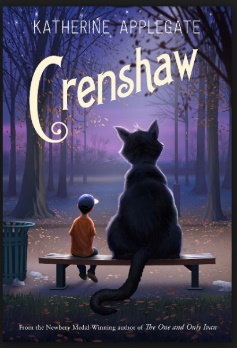 KATHERINE APPLEGATE
Crenshaw
From the Newbery Medal-Winning author of The One and Only Ivan